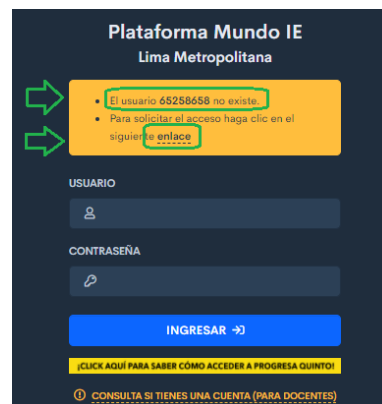 Plataforma Mundo IE
Lima Metropolitana
• El usuario 65258658 no existe.
• Para solicitar el acceso haga clic en el
siguiente enlace
USUARIO
CONTRASEÑA
INGRESAR
¡CLICK AQUÍ PARA SABER CÓMO ACCEDER A PROGRESA QUINTO!
CONSULTA SI TIENES UNA CUENTA (PARA DOCENTES)